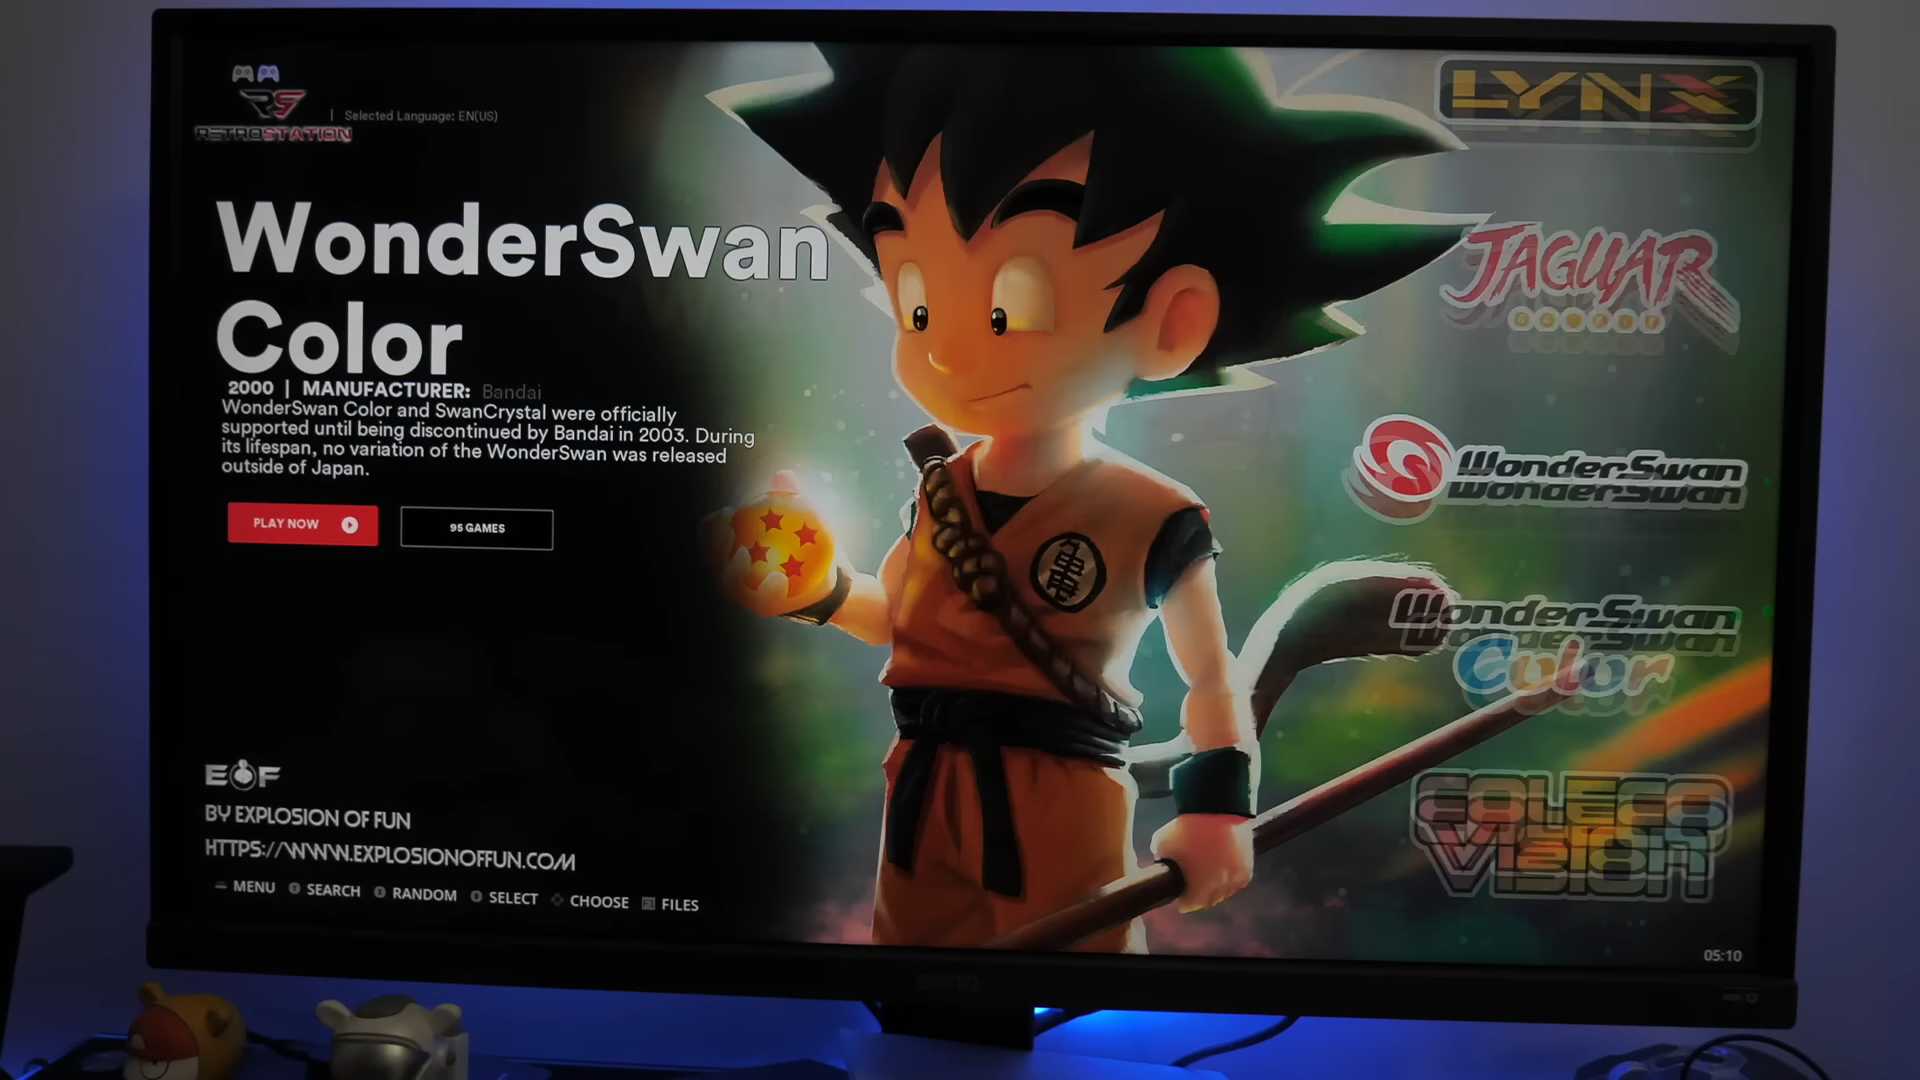 RS
RETROSTATION
| Selected Language: EN(US)
WonderSwan
Color
2000 | MANUFACTURER: Bandai
WonderSwan Color and SwanCrystal were officially
supported until being discontinued by Bandai in 2003. During
its lifespan, no variation of the WonderSwan was released
outside of Japan.
PLAY NOW
95 GAMES
EOF
BY EXPLOSION OF FUN
HTTPS://WWW.EXPLOSIONOFFUN.COM
MENU SEARCH RANDOM SELECT CHOOSE FILES
LYNX
JAGUAR
WonderSwan
WonderSwan
Color
COLECO
VISION
05:10